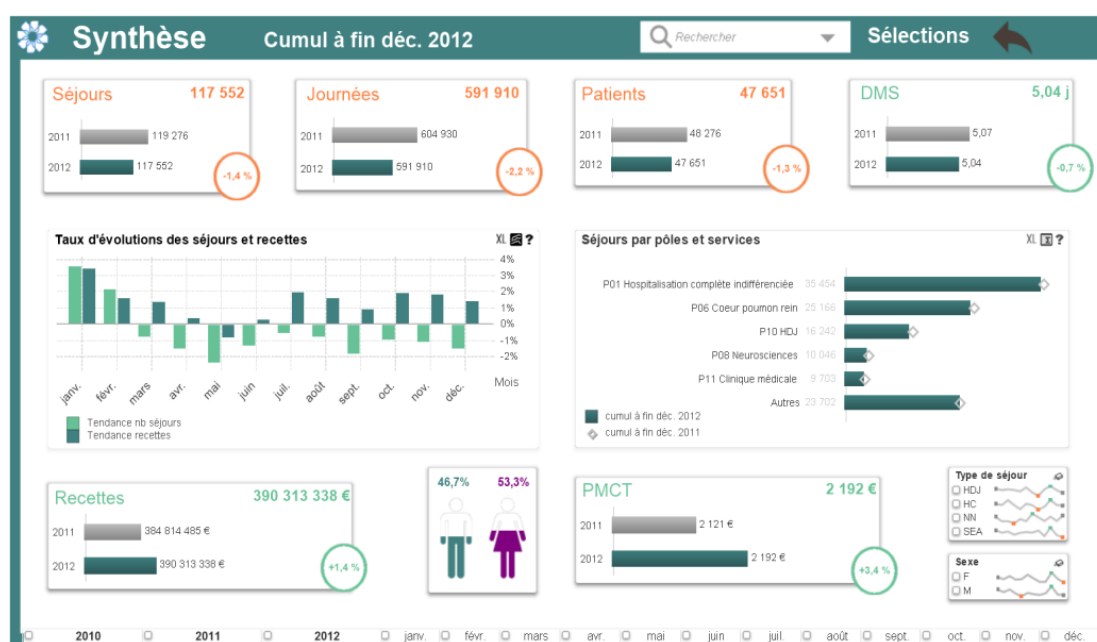 Synthèse Cumul à fin déc. 2012 Rechercher Sélections
Séjours 117 552
2011 119 276
2012 117 552
-1,4 %
Journées 591 910
2011 604 930
2012 591 910
-2,2 %
Patients 47 651
2011 48 276
2012 47 651
-1,3 %
DMS 5,04 j
2011 5,07
2012 5,04
-0,7 %
Taux d'évolutions des séjours et recettes XL ?
4%
3%
2%
1%
0%
-1%
-2%
janv. févr. mars avr. mai juin juil. août sept. oct. nov. déc. Mois
Tendance nb séjours
Tendance recettes
Séjours par pôles et services XL ?
P01 Hospitalisation complète indifférenciée 35 454
P06 Coeur poumon rein 25 166
P10 HDJ 16 242
P08 Neurosciences 10 046
P11 Clinique médicale 9 703
Autres 23 702
cumul à fin déc. 2012
cumul à fin déc. 2011
Recettes 390 313 338 €
2011 384 814 485 €
2012 390 313 338 €
+1,4 %
46,7% 53,3%
PMCT 2 192 €
2011 2 121 €
2012 2 192 €
+3,4 %
Type de séjour
HDJ
HC
NN
SEA
Sexe
F
M
2010 2011 2012 janv. févr. mars avr. mai juin juil. août sept. oct. nov. déc.